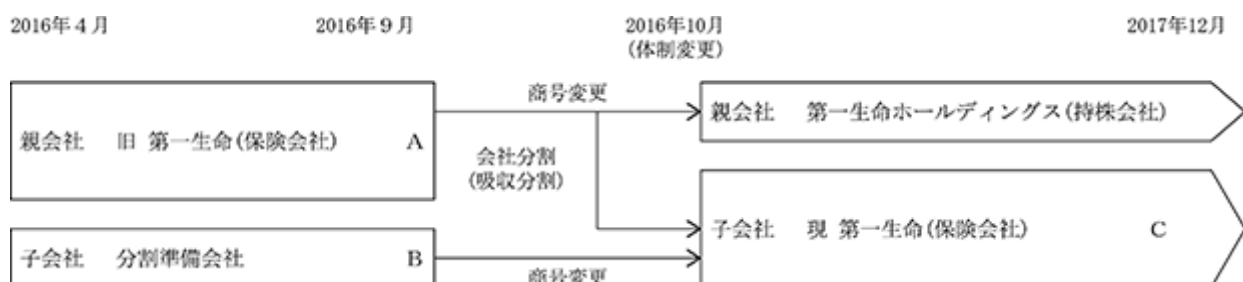 2016年4月 2016年9月 2016年10月 2017年12月
(体制変更)
商号変更
親会社 第一生命ホールディングス(持株会社)
親会社 旧 第一生命(保険会社) A
会社分割
(吸収分割)
子会社 現 第一生命(保険会社) C
子会社 分割準備会社 B
商号変更